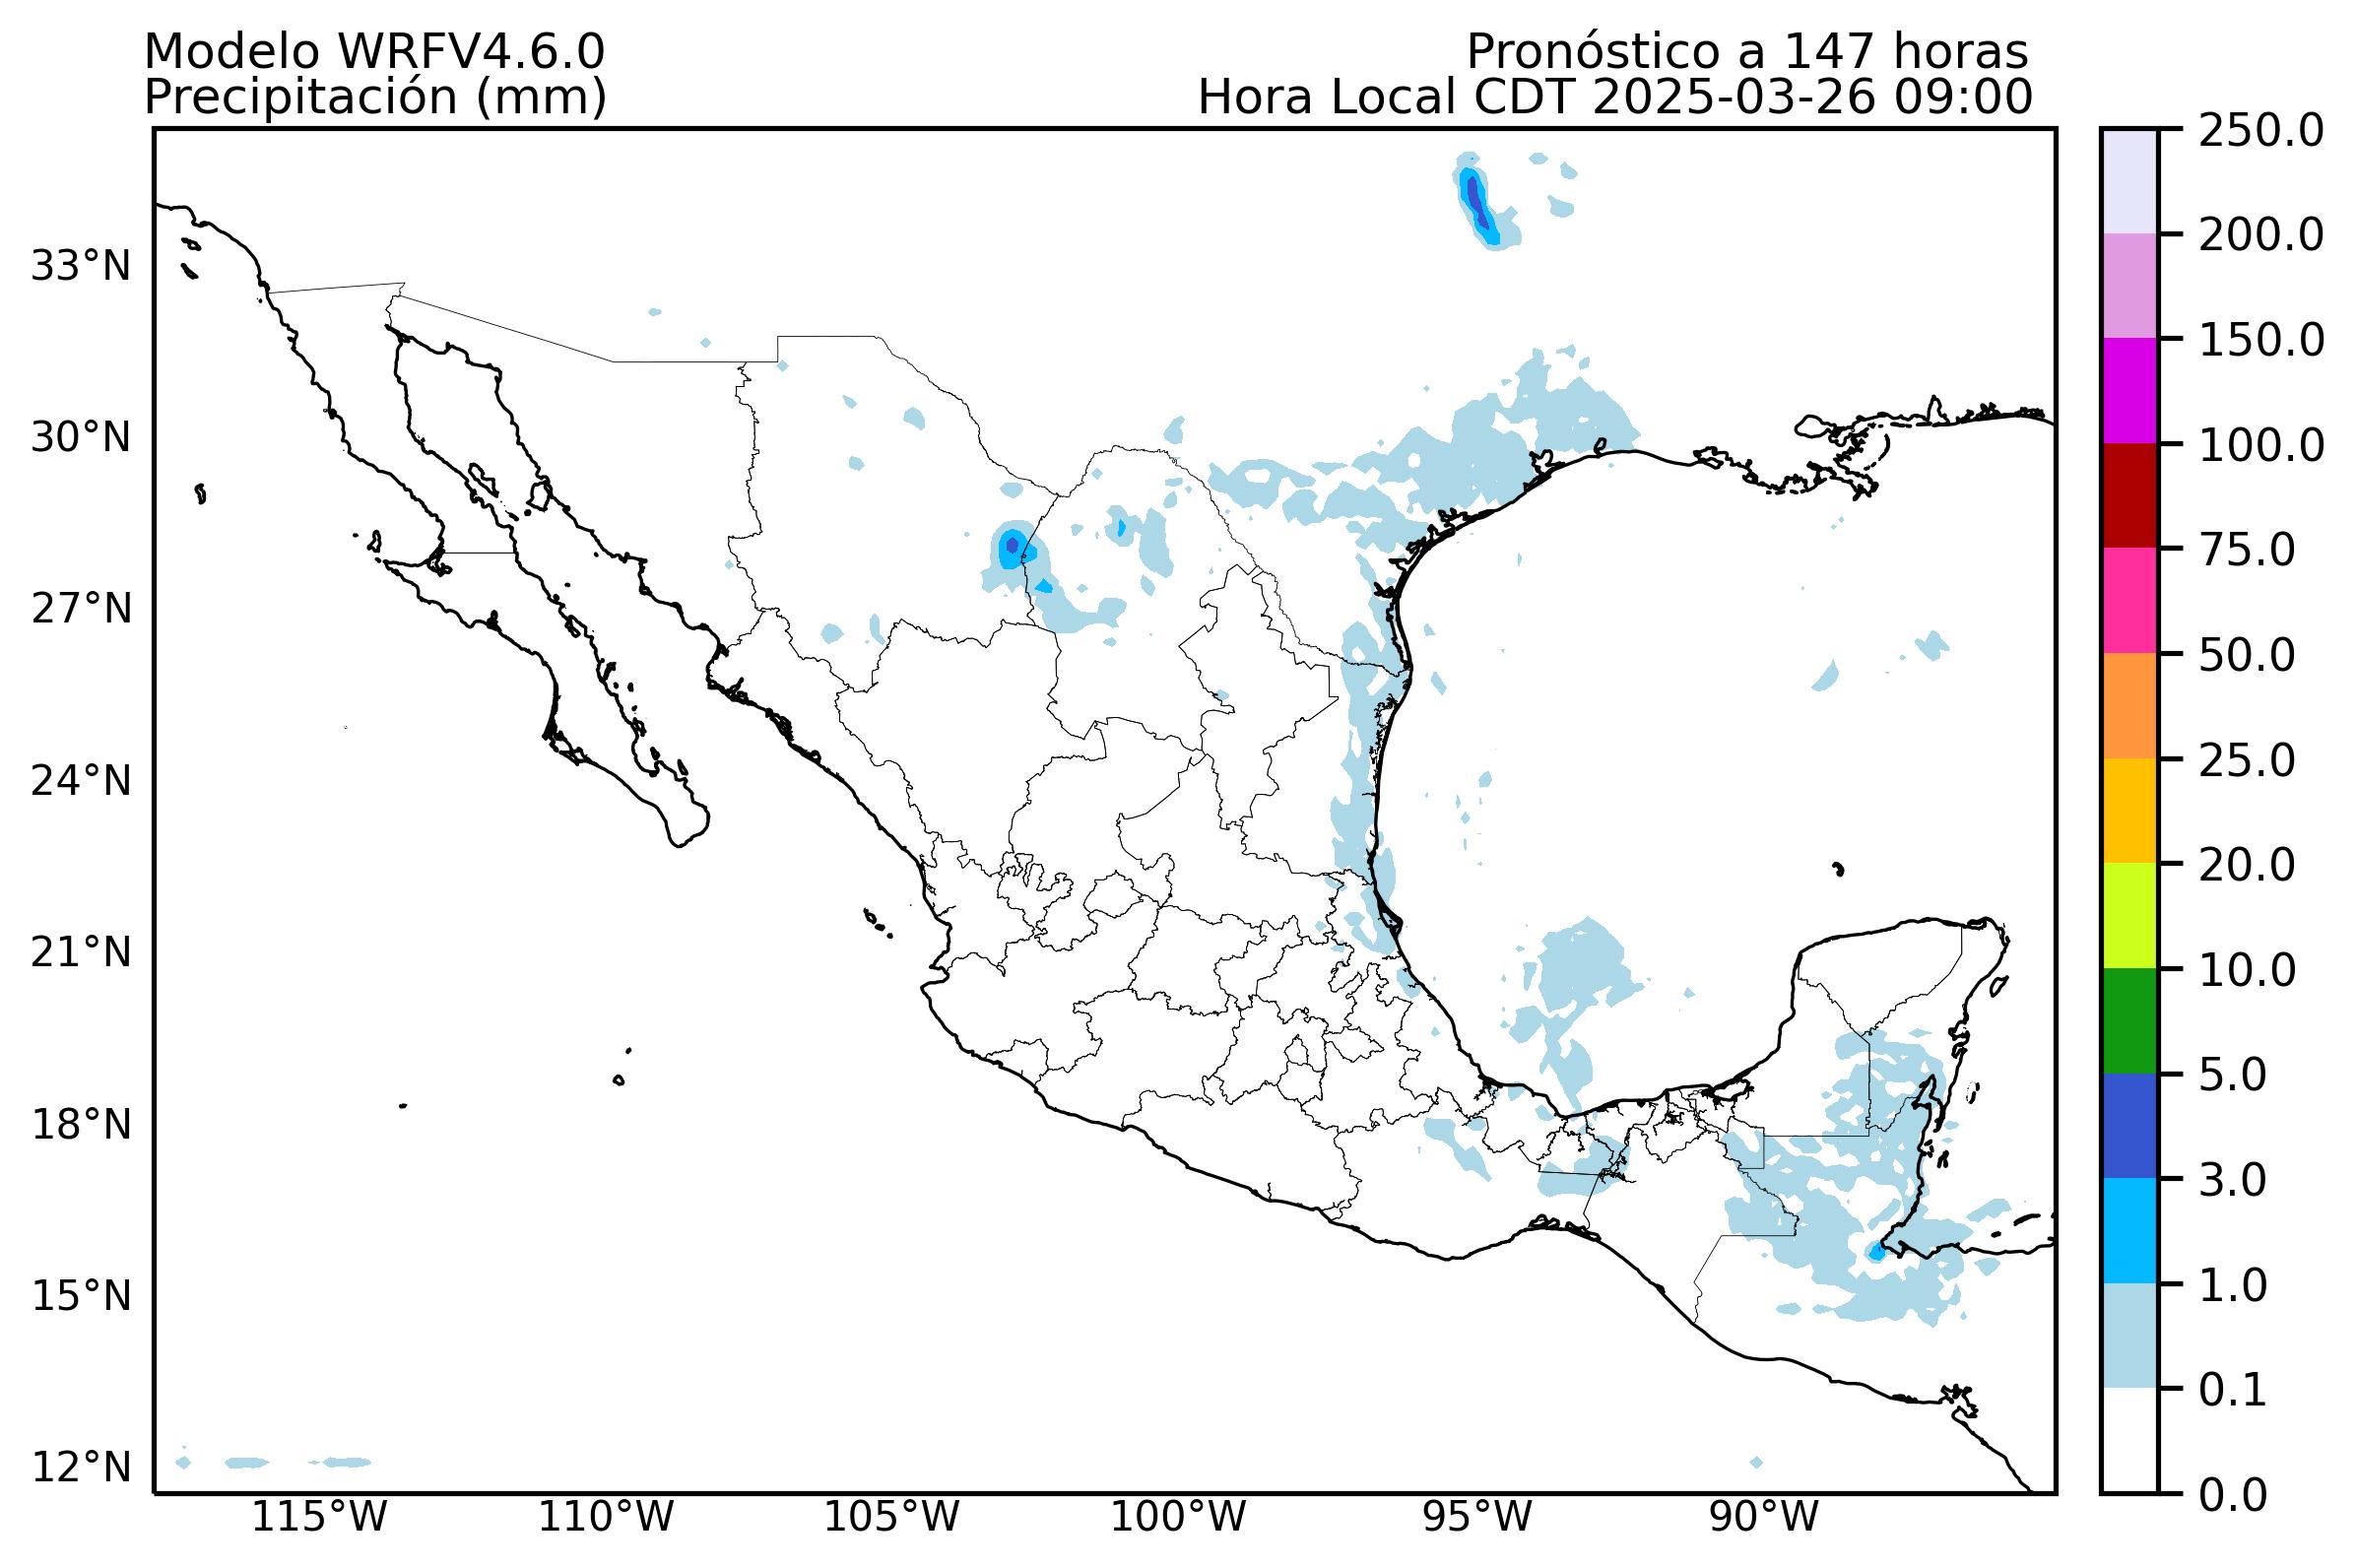 Modelo WRFV4.6.0
Pronóstico a 147 horas
Precipitación (mm)
Hora Local CDT 2025-03-26 09:00
33°N
30°N
27°N
24°N
21°N
18°N
15°N
12°N
115°W
110°W
105°W
100°W
95°W
90°W
250.0
200.0
150.0
100.0
75.0
50.0
25.0
20.0
10.0
5.0
3.0
1.0
0.1
0.0